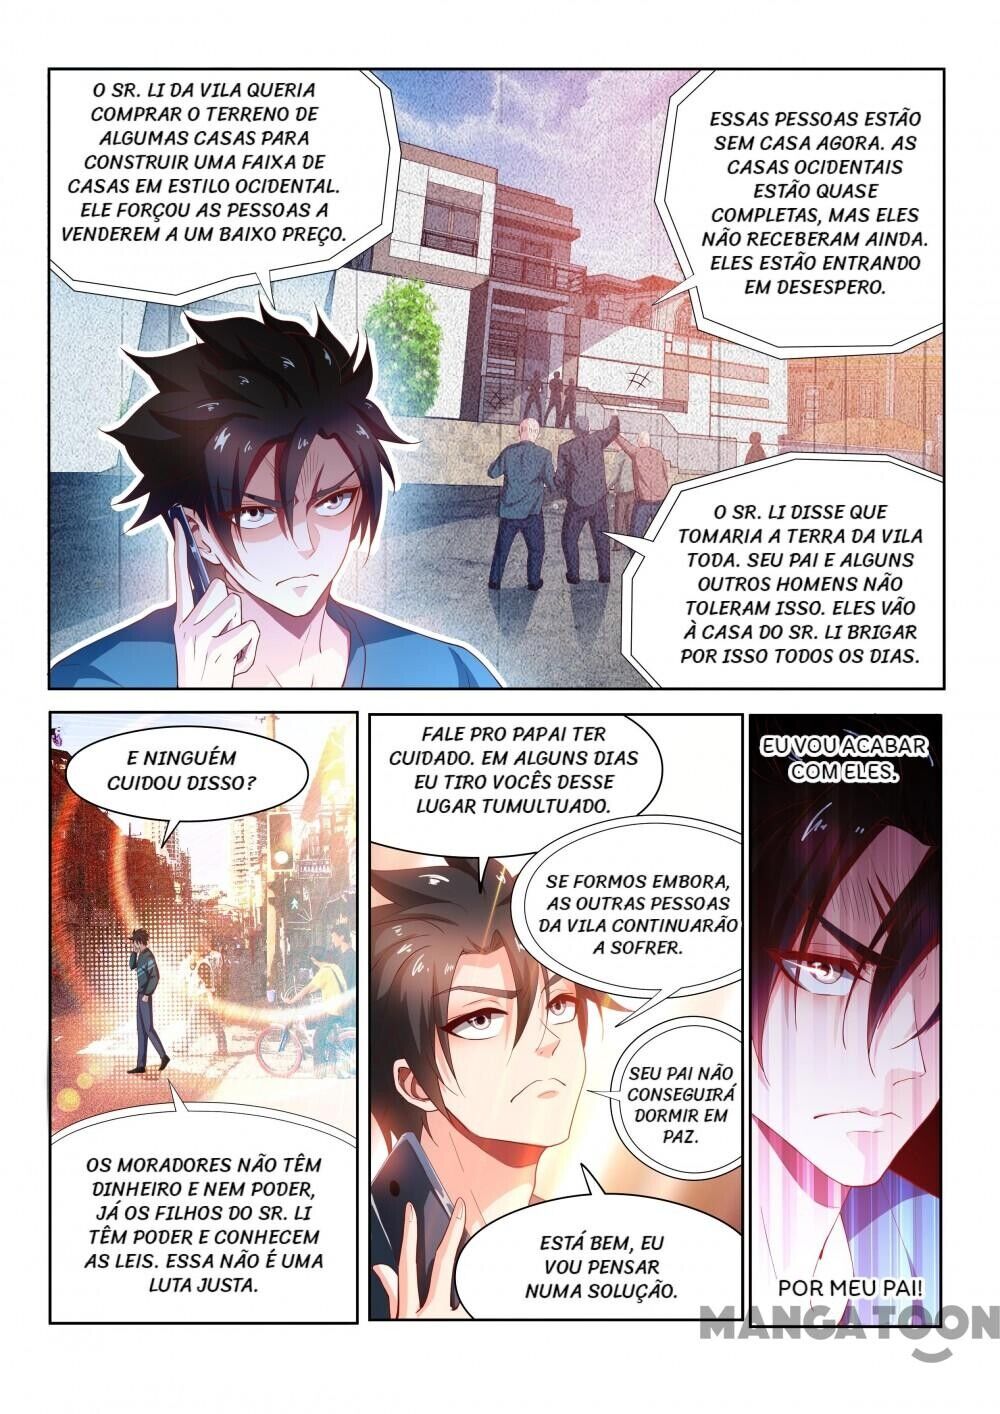 O SR. LI DA VILA QUERIA
COMPRAR O TERRENO DE
ALGUMAS CASAS PARA
CONSTRUIR UMA FAIXA DE
CASAS EM ESTILO OCIDENTAL.
ELE FORÇOU AS PESSOAS A
VENDEREM A UM BAIXO PREÇO.
ESSAS PESSOAS ESTÃO
SEM CASA AGORA. AS
CASAS OCIDENTAIS
ESTÃO QUASE
COMPLETAS, MAS ELES
NÃO RECEBERAM AINDA.
ELES ESTÃO ENTRANDO
EM DESESPERO.
O SR. LI DISSE QUE
TOMARIA A TERRA DA VILA
TODA. SEU PAI E ALGUNS
OUTROS HOMENS NÃO
TOLERAM ISSO. ELES VÃO
À CASA DO SR. LI BRIGAR
POR ISSO TODOS OS DIAS.
E NINGUÉM
CUIDOU DISSO?
OS MORADORES NÃO TÊM
DINHEIRO E NEM PODER,
JÁ OS FILHOS DO SR. LI
TÊM PODER E CONHECEM
AS LEIS. ESSA NÃO É UMA
LUTA JUSTA.
FALE PRO PAPAI TER
CUIDADO. EM ALGUNS DIAS
EU TIRO VOCÊS DESSE
LUGAR TUMULTUADO.
SE FORMOS EMBORA,
AS OUTRAS PESSOAS
DA VILA CONTINUARÃO
A SOFRER.
SEU PAI NÃO
CONSEGUIRÁ
DORMIR EM
PAZ.
ESTÁ BEM, EU
VOU PENSAR
NUMA SOLUÇÃO.
EU VOU ACABAR
COM ELES,
POR MEU PAI!
MANGATOON